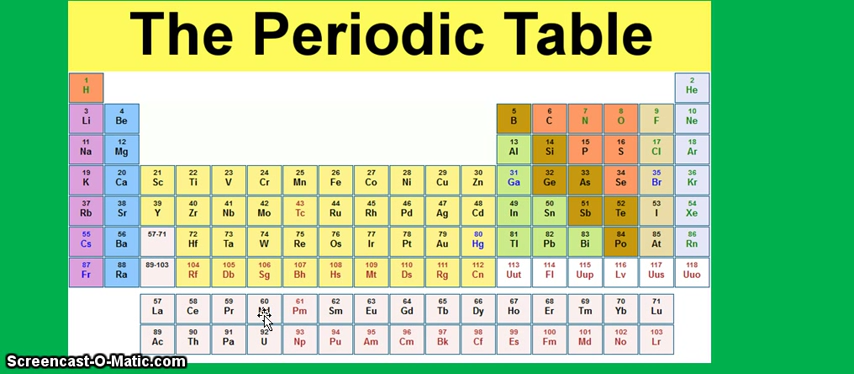 The Periodic Table
1 2
H He
3 4 5 6 7 8 9 10
Li Be B C N O F Ne
11 12 13 14 15 16 17 18
Na Mg Al Si P S Cl Ar
19 20 21 22 23 24 25 26 27 28 29 30 31 32 33 34 35 36
K Ca Sc Ti V Cr Mn Fe Co Ni Cu Zn Ga Ge As Se Br Kr
37 38 39 40 41 42 43 44 45 46 47 48 49 50 51 52 53 54
Rb Sr Y Zr Nb Mo Tc Ru Rh Pd Ag Cd In Sn Sb Te I Xe
55 56 57-71 72 73 74 75 76 77 78 79 80 81 82 83 84 85 86
Cs Ba Hf Ta W Re Os Ir Pt Au Hg Tl Pb Bi Po At Rn
87 88 89-103 104 105 106 107 108 109 110 111 112 113 114 115 116 117 118
Fr Ra Rf Db Sg Bh Hs Mt Ds Rg Cn Uut Fl Uup Lv Uus Uuo
57 58 59 60 61 62 63 64 65 66 67 68 69 70 71
La Ce Pr Nd Pm Sm Eu Gd Tb Dy Ho Er Tm Yb Lu
89 90 91 92 93 94 95 96 97 98 99 100 101 102 103
Ac Th Pa U Np Pu Am Cm Bk Cf Es Fm Md No Lr
Screencast-O-Matic.com